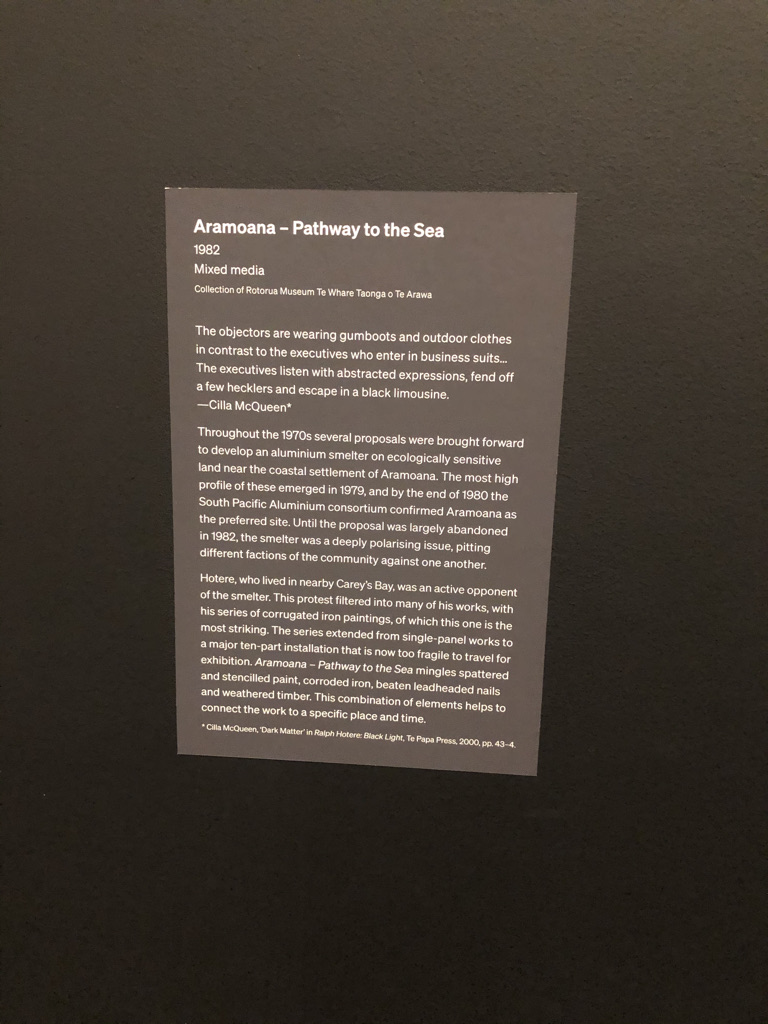 Aramoana – Pathway to the Sea
1982
Mixed media
Collection of Rotorua Museum Te Whare Taonga o Te Arawa
The objectors are wearing gumboots and outdoor clothes
in contrast to the executives who enter in business suits...
The executives listen with abstracted expressions, fend off
a few hecklers and escape in a black limousine.
—Cilla McQueen*
Throughout the 1970s several proposals were brought forward
to develop an aluminium smelter on ecologically sensitive
land near the coastal settlement of Aramoana. The most high
profile of these emerged in 1979, and by the end of 1980 the
South Pacific Aluminium consortium confirmed Aramoana as
the preferred site. Until the proposal was largely abandoned
in 1982, the smelter was a deeply polarising issue, pitting
different factions of the community against one another.
Hotere, who lived in nearby Carey's Bay, was an active opponent
of the smelter. This protest filtered into many of his works, with
his series of corrugated iron paintings, of which this one is the
most striking. The series extended from single-panel works to
a major ten-part installation that is now too fragile to travel for
exhibition. Aramoana – Pathway to the Sea mingles spattered
and stencilled paint, corroded iron, beaten leadheaded nails
and weathered timber. This combination of elements helps to
connect the work to a specific place and time.
* Cilla McQueen, 'Dark Matter' in Ralph Hotere: Black Light, Te Papa Press, 2000, pp. 43–4.